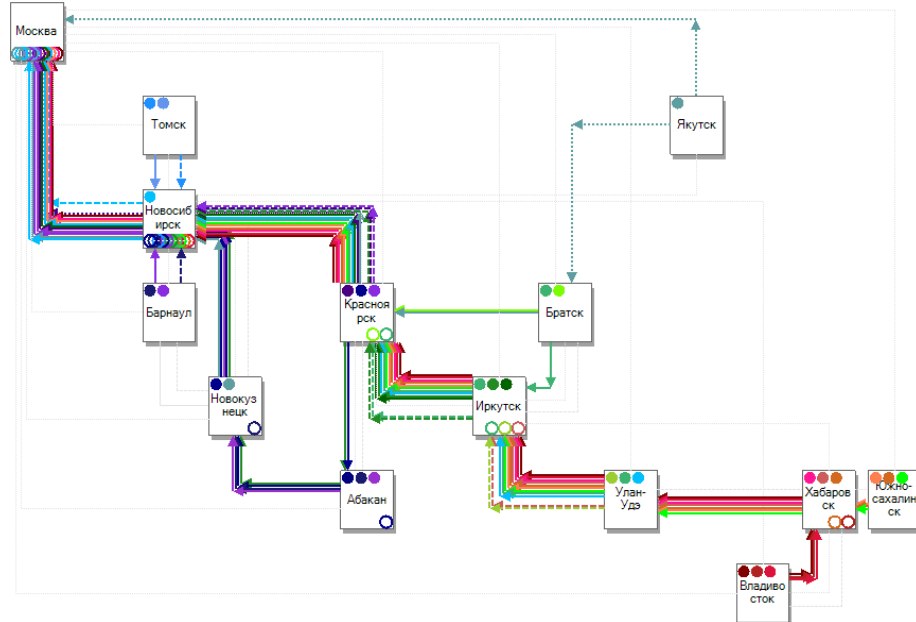 Москва
Томск
Якутск
Новосиб
ирск
Барнаул
Краснояр
рск
Братск
Новокуз
нецк
Иркутск
Абакан
Улан-
Удэ
Хабаров
ск
Южно-
сахалин
ск
Владиво
сток